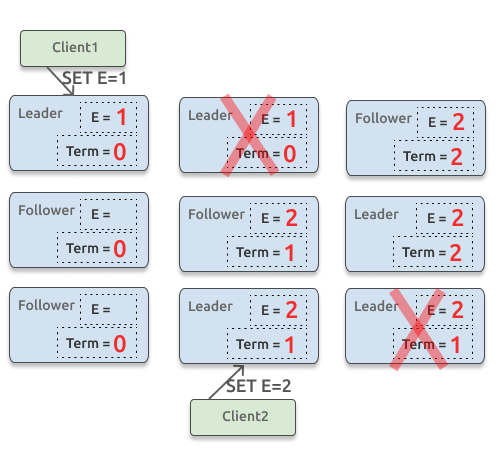 Client1
SET E=1
Leader
E = 1
Term = 0
Leader
E = 1
Term = 0
Follower
E = 2
Term = 2
Follower
E =
Term = 0
Follower
E = 2
Term = 1
Leader
E = 2
Term = 2
Follower
E =
Term = 0
Leader
E = 2
Term = 1
Leader
E = 2
Term = 1
SET E=2
Client2